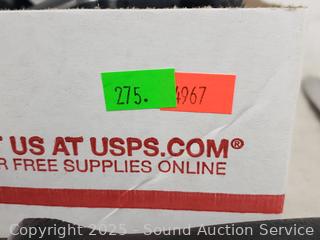 275. 4967
T US AT USPS.COM®
R FREE SUPPLIES ONLINE
Copyright 2025 - Sound Auction Service